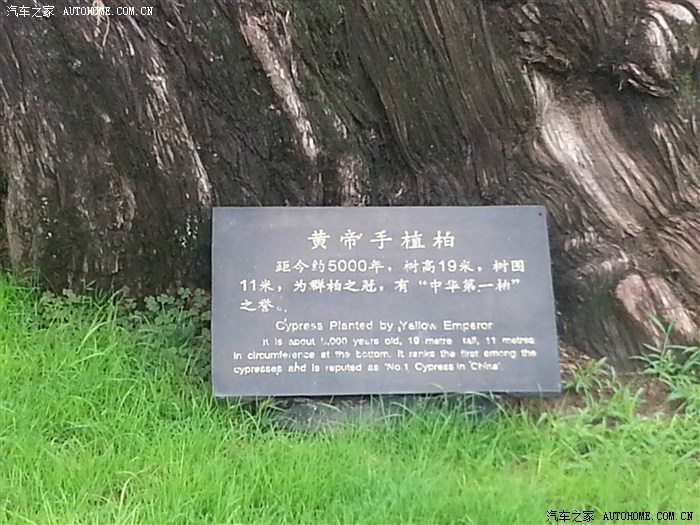 汽车之家 AUTOHOME.COM.CN
黄帝手植柏
距今约5000年，树高19米，树围
11米，为群柏之冠，有“中华第一柏”
之誉。
Cypress Planted by Yellow Emperor
It is about 5,000 years old, 19 metres tall, 11 metres
in circumference at the bottom. It ranks the first among the
cypresses and is reputed as "No.1 Cypress in China".
汽车之家 AUTOHOME.COM.CN